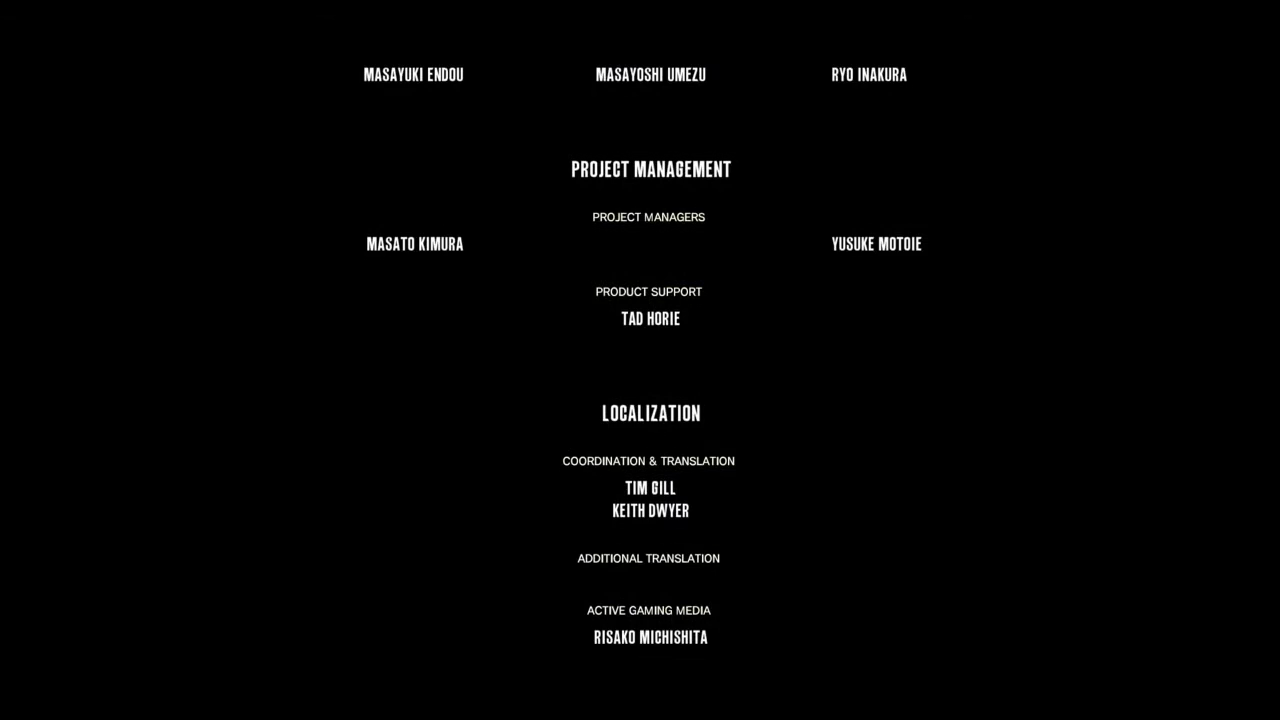 MASAYUKI ENDOU MASAYOSHI UMEZU RYO INAKURA
PROJECT MANAGEMENT
PROJECT MANAGERS
MASATO KIMURA YUSUKE MOTOIE
PRODUCT SUPPORT
TAD HORIE
LOCALIZATION
COORDINATION & TRANSLATION
TIM GILL
KEITH DWYER
ADDITIONAL TRANSLATION
ACTIVE GAMING MEDIA
RISAKO MICHISHITA